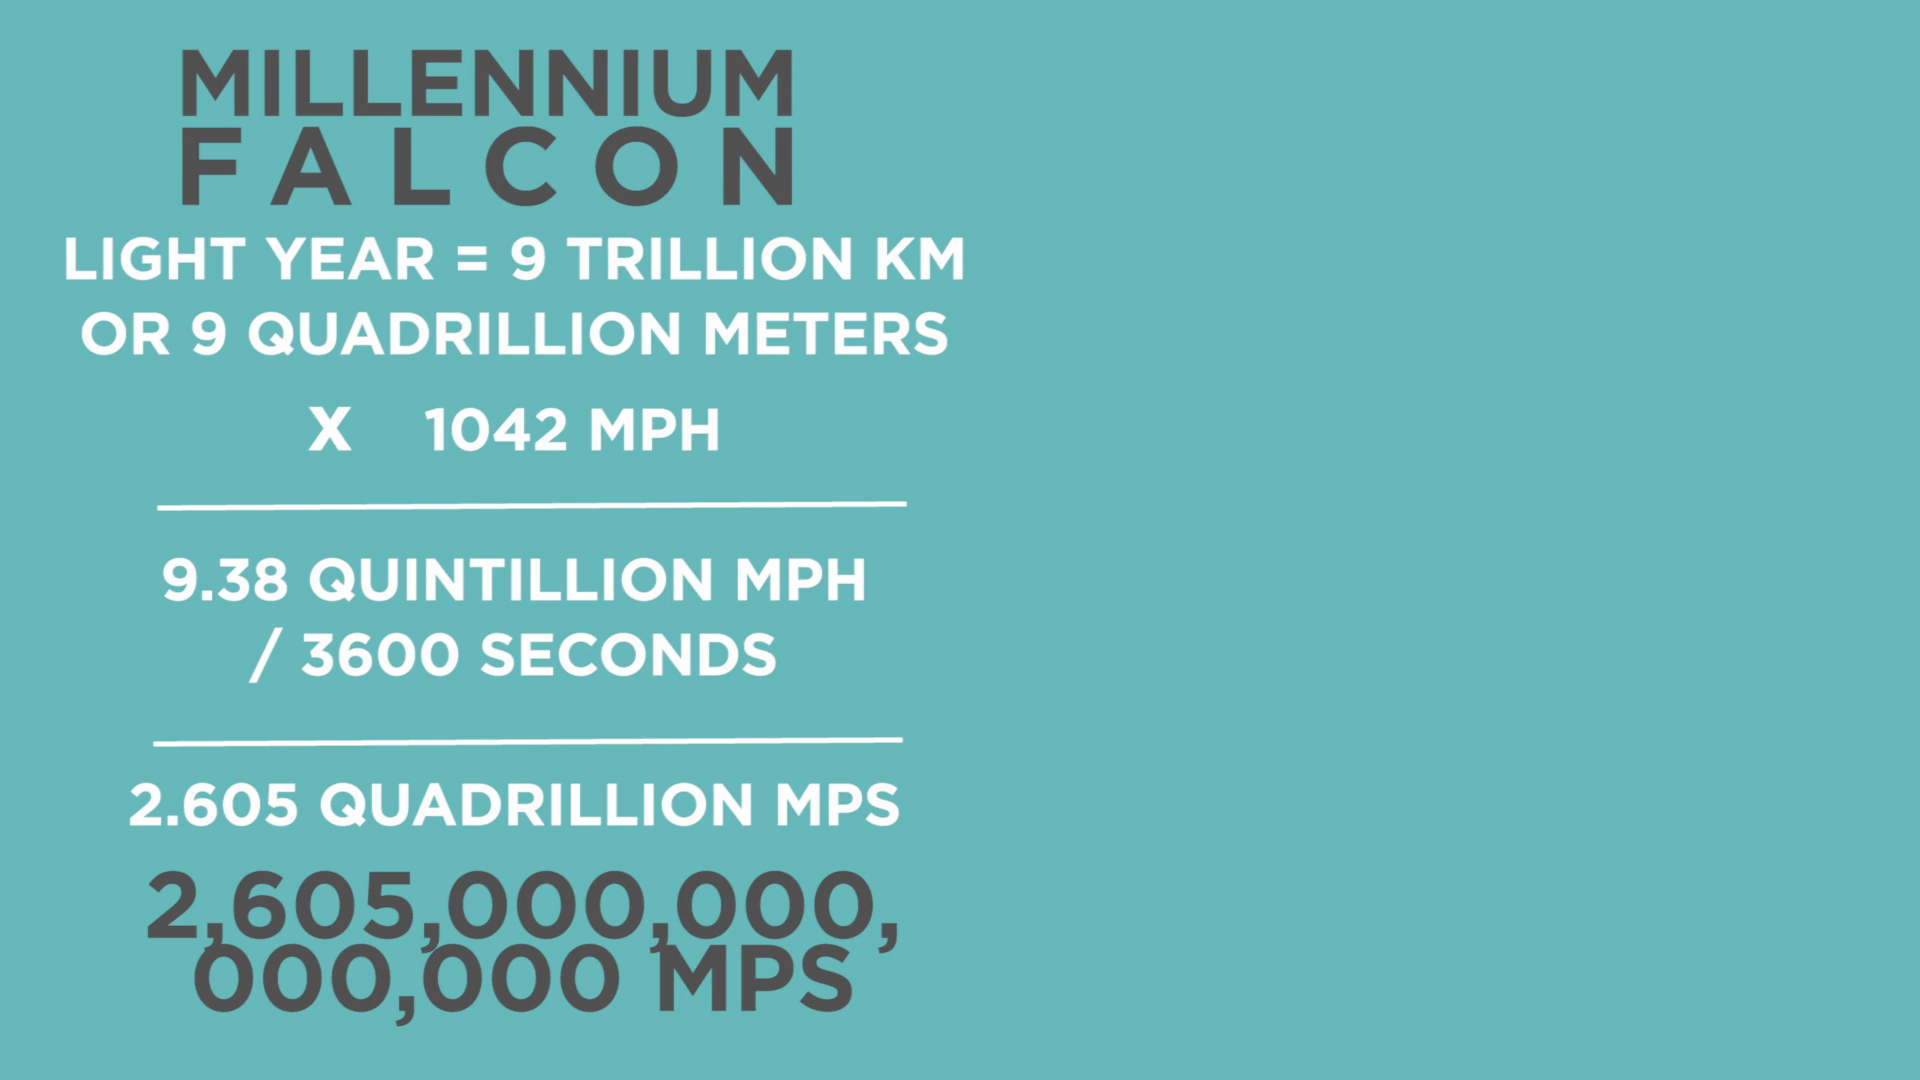 MILLENNIUM
FALCON
LIGHT YEAR = 9 TRILLION KM
OR 9 QUADRILLION METERS
X 1042 MPH
9.38 QUINTILLION MPH
/ 3600 SECONDS
2.605 QUADRILLION MPS
2,605,000,000,
000,000 MPS